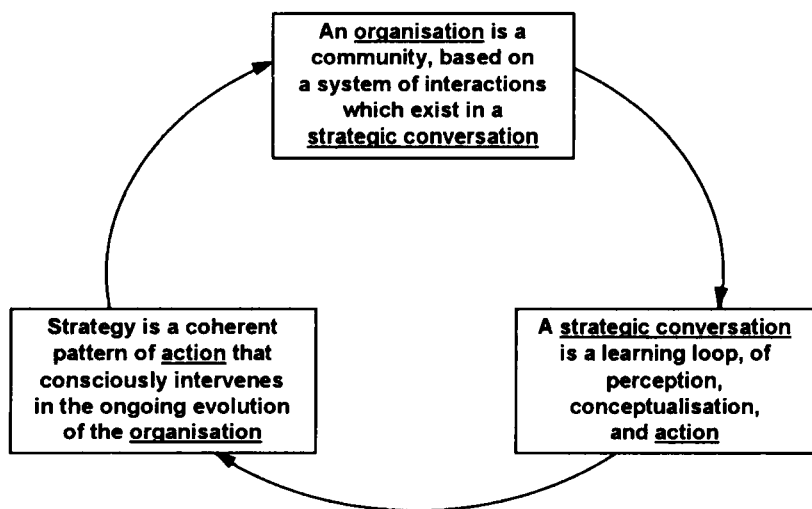 An organisation is a
community, based on
a system of interactions
which exist in a
strategic conversation
Strategy is a coherent
pattern of action that
consciously intervenes
in the ongoing evolution
of the organisation
A strategic conversation
is a learning loop, of
perception,
conceptualisation,
and action